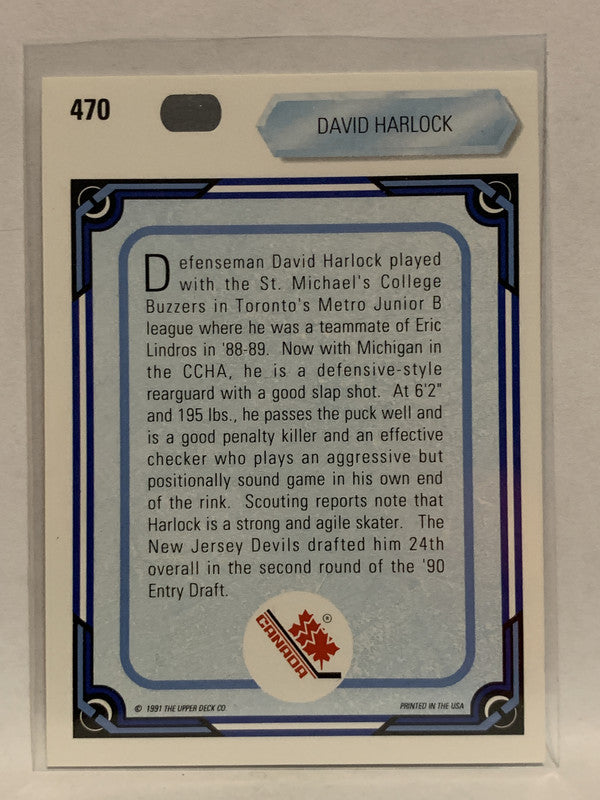 470
DAVID HARLOCK
Defenseman David Harlock played
with the St. Michael's College
Buzzers in Toronto's Metro Junior B
league where he was a teammate of Eric
Lindros in '88-89. Now with Michigan in
the CCHA, he is a defensive-style
rearguard with a good slap shot. At 6'2"
and 195 lbs., he passes the puck well and
is a good penalty killer and an effective
checker who plays an aggressive but
positionally sound game in his own end
of the rink. Scouting reports note that
Harlock is a strong and agile skater. The
New Jersey Devils drafted him 24th
overall in the second round of the '90
Entry Draft.
®
CANADA
© 1991 THE UPPER DECK CO.
PRINTED IN THE USA